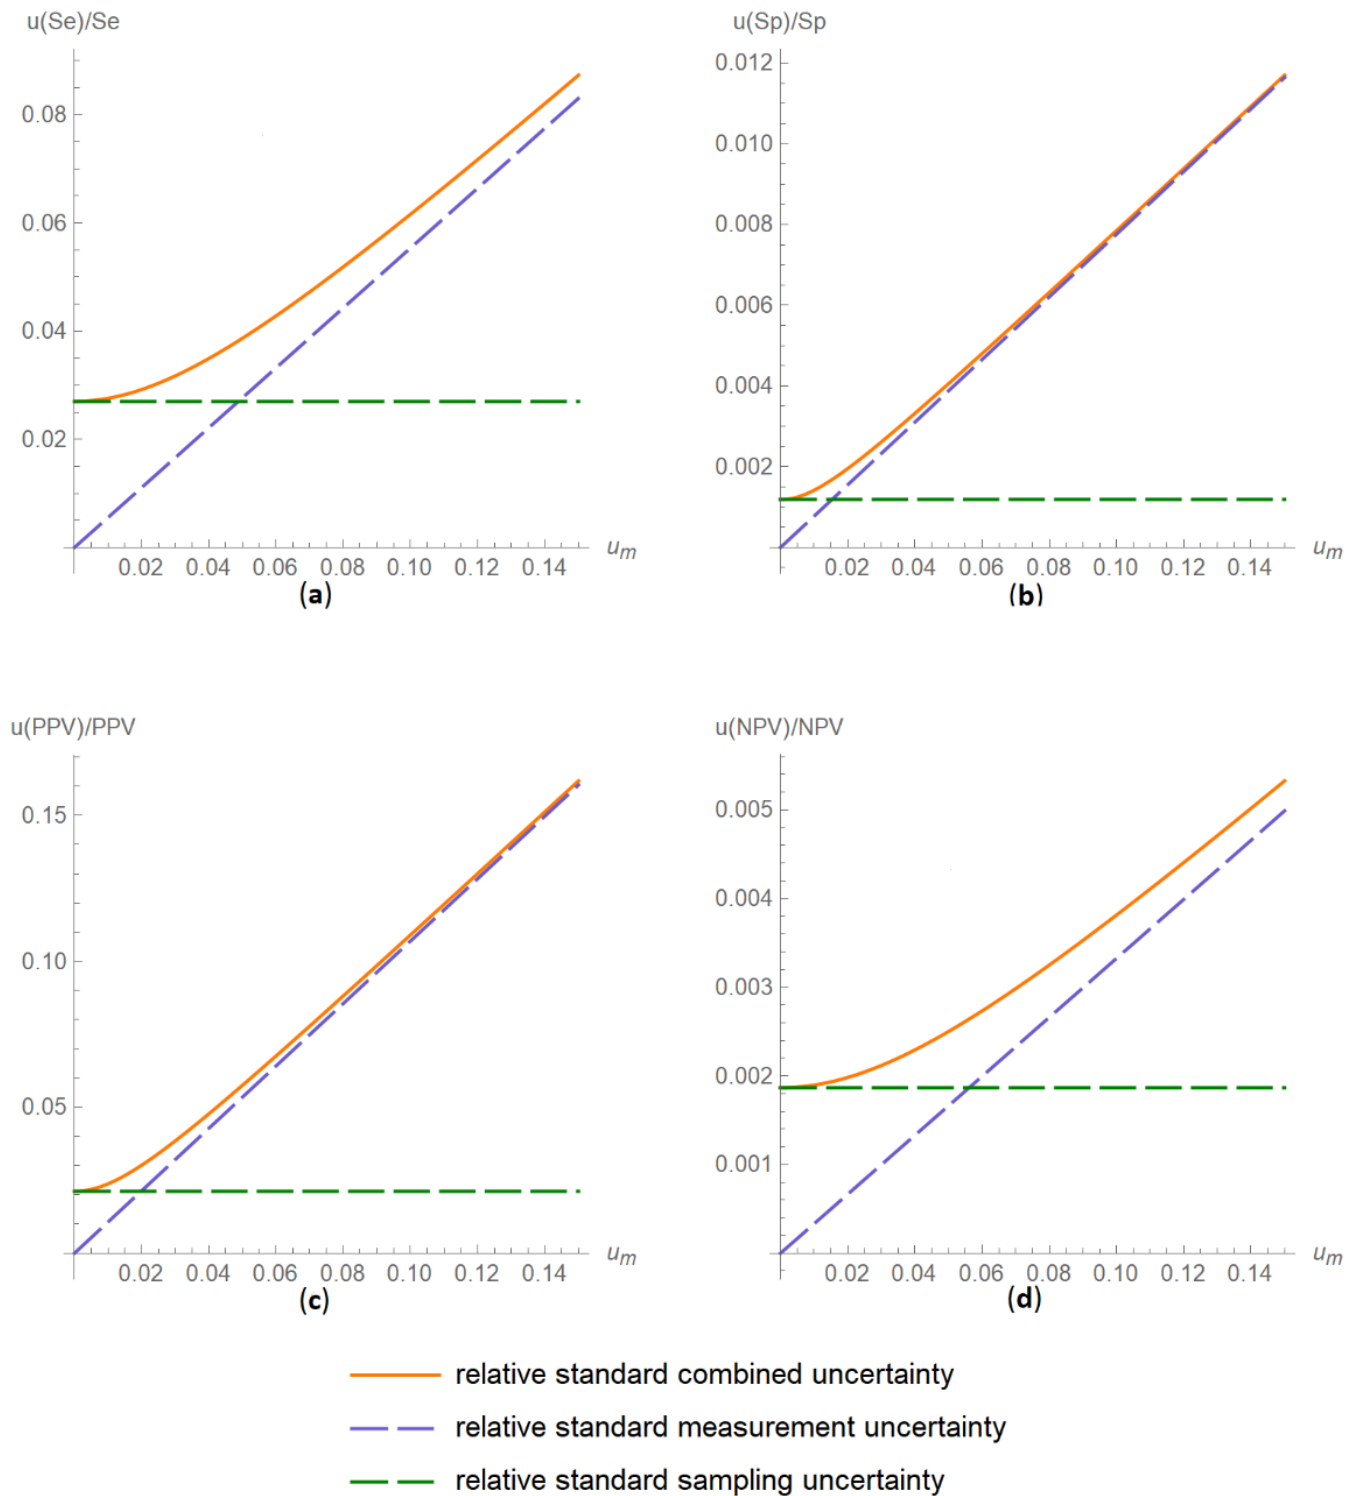 u(Se)/Se
0.08
0.06
0.04
0.02
0.02 0.04 0.06 0.08 0.10 0.12 0.14
u_m
(a)
u(Sp)/Sp
0.012
0.010
0.008
0.006
0.004
0.002
0.02 0.04 0.06 0.08 0.10 0.12 0.14
u_m
(b)
u(PPV)/PPV
0.15
0.10
0.05
0.02 0.04 0.06 0.08 0.10 0.12 0.14
u_m
(c)
u(NPV)/NPV
0.005
0.004
0.003
0.002
0.001
0.02 0.04 0.06 0.08 0.10 0.12 0.14
u_m
(d)
relative standard combined uncertainty
relative standard measurement uncertainty
relative standard sampling uncertainty